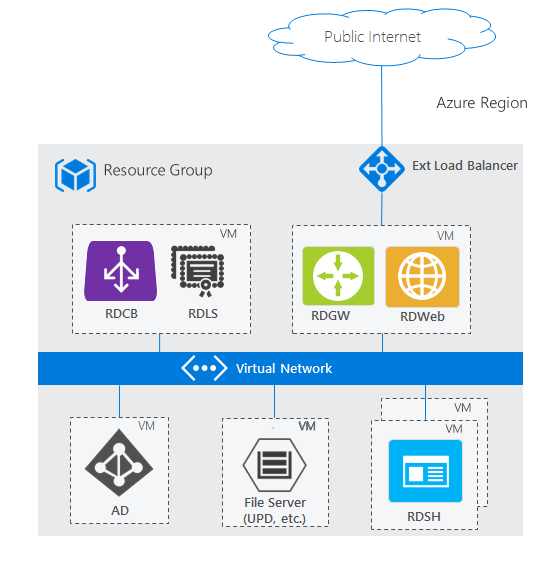 Public Internet
Azure Region
Resource Group
Ext Load Balancer
VM
RDCB
RDLS
VM
RDGW
RDWeb
Virtual Network
VM
AD
VM
File Server
(UPD, etc.)
VM
VM
RDSH